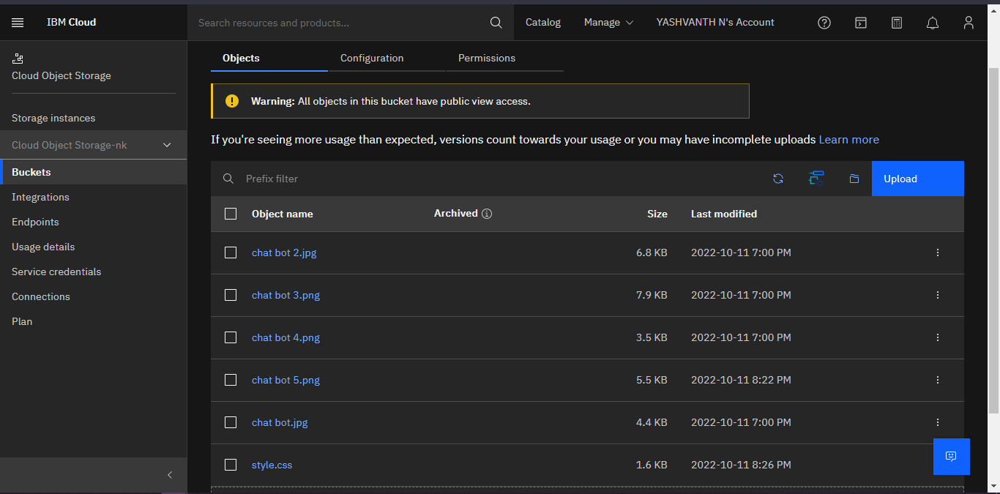 IBM Cloud
Search resources and products...
Catalog
Manage
YASHVANTH N's Account
Cloud Object Storage
Storage instances
Cloud Object Storage-nk
Buckets
Integrations
Endpoints
Usage details
Service credentials
Connections
Plan
Objects Configuration Permissions
Warning: All objects in this bucket have public view access.
If you're seeing more usage than expected, versions count towards your usage or you may have incomplete uploads Learn more
Prefix filter Upload
Object name Archived Size Last modified
chat bot 2.jpg 6.8 KB 2022-10-11 7:00 PM
chat bot 3.png 7.9 KB 2022-10-11 7:00 PM
chat bot 4.png 3.5 KB 2022-10-11 7:00 PM
chat bot 5.png 5.5 KB 2022-10-11 8:22 PM
chat bot.jpg 4.4 KB 2022-10-11 7:00 PM
style.css 1.6 KB 2022-10-11 8:26 PM